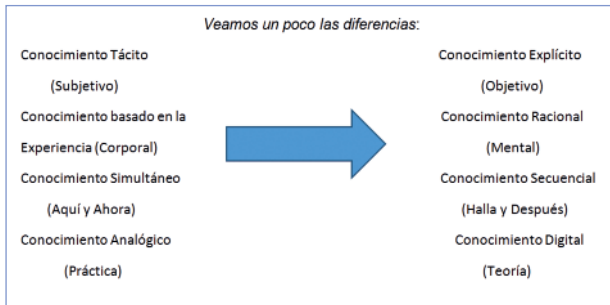 Veamos un poco las diferencias:
Conocimiento Tácito
(Subjetivo)
Conocimiento basado en la
Experiencia (Corporal)
Conocimiento Simultáneo
(Aquí y Ahora)
Conocimiento Analógico
(Práctica)
Conocimiento Explícito
(Objetivo)
Conocimiento Racional
(Mental)
Conocimiento Secuencial
(Halla y Después)
Conocimiento Digital
(Teoría)